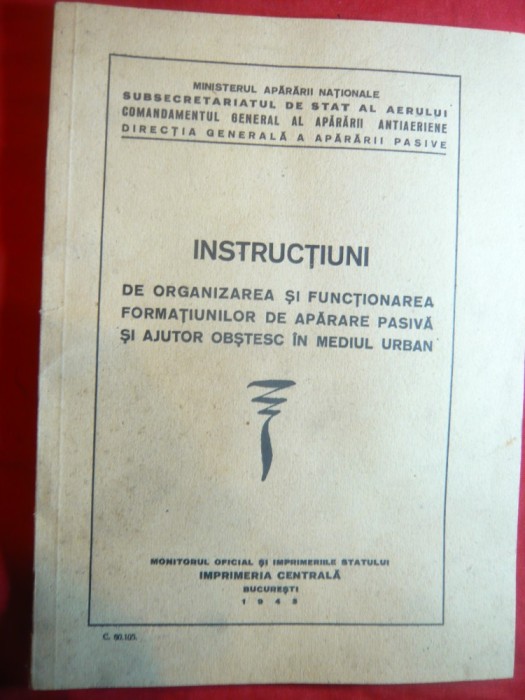 MINISTERUL APĂRĂRII NAȚIONALE
SUBSECRETARIATUL DE STAT AL AERULUI
COMANDAMENTUL GENERAL AL APĂRĂRII ANTIAERIENE
DIRECȚIA GENERALĂ A APĂRĂRII PASIVE
INSTRUCȚIUNI
DE ORGANIZAREA ȘI FUNCȚIONAREA
FORMAȚIUNILOR DE APĂRARE PASIVĂ
ȘI AJUTOR OBȘTESC ÎN MEDIUL URBAN
MONITORUL OFICIAL ȘI IMPRIMERIILE STATULUI
IMPRIMERIA CENTRALĂ
BUCUREȘTI
C. 60.105.